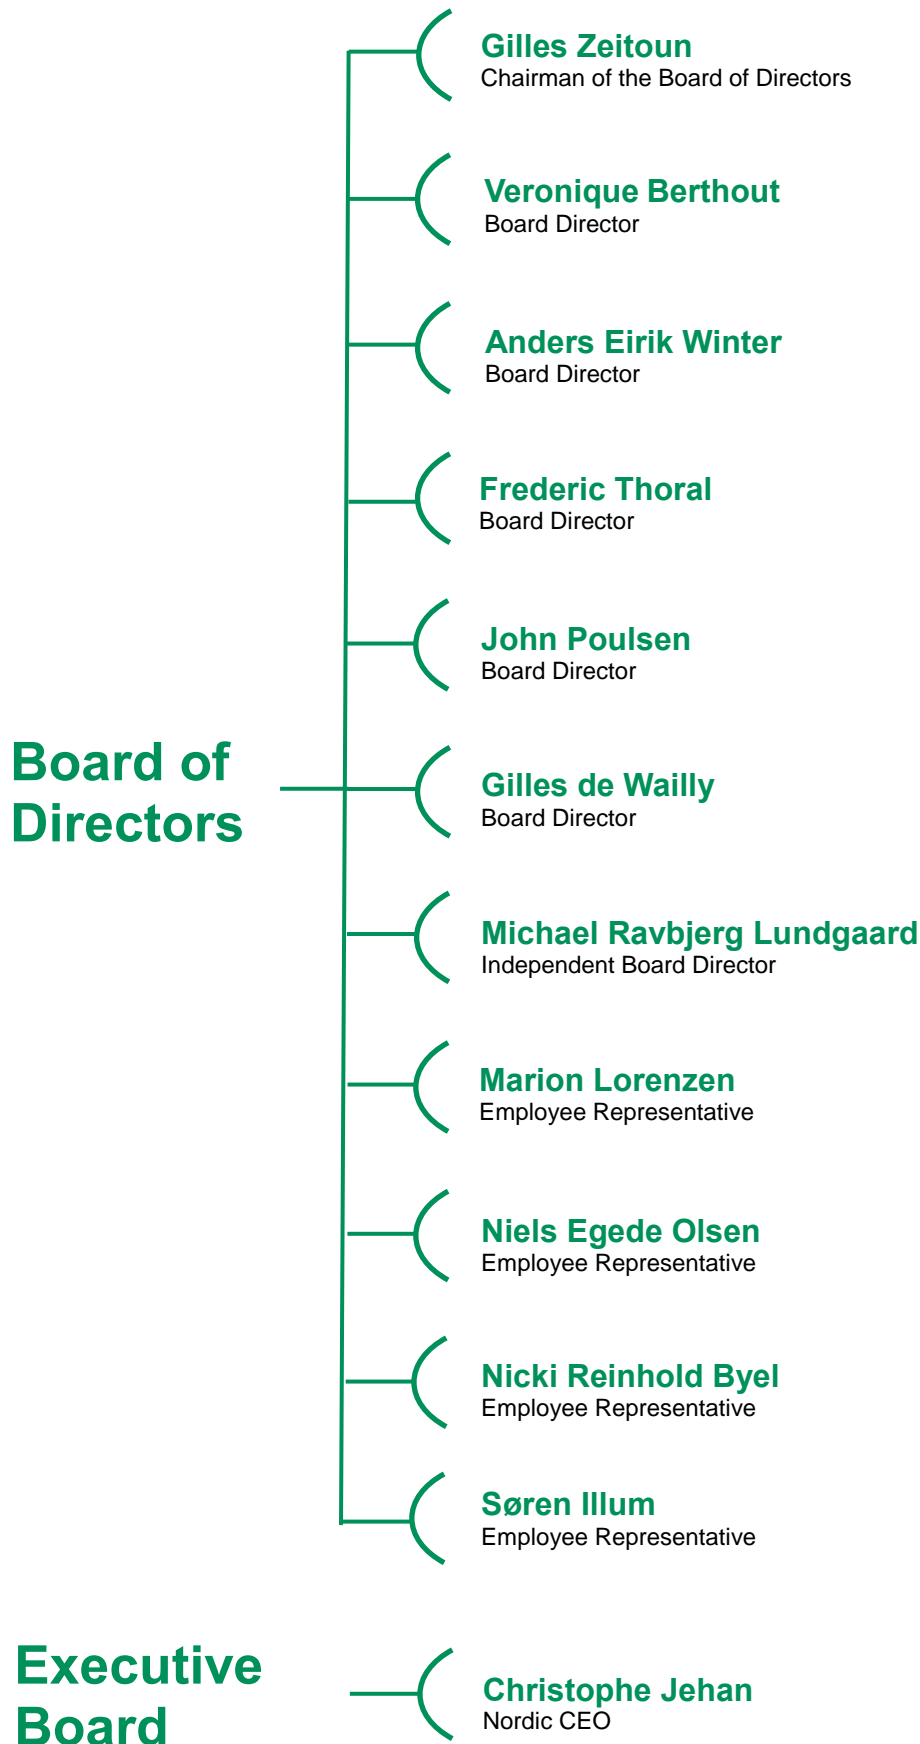 Gilles Zeitoun
Chairman of the Board of Directors
Veronique Berthout
Board Director
Anders Eirik Winter
Board Director
Frederic Thoral
Board Director
John Poulsen
Board Director
Board of
Directors
Gilles de Wailly
Board Director
Michael Ravbjerg Lundgaard
Independent Board Director
Marion Lorenzen
Employee Representative
Niels Egede Olsen
Employee Representative
Nicki Reinhold Byel
Employee Representative
Søren Illum
Employee Representative
Executive
Board
Christophe Jehan
Nordic CEO